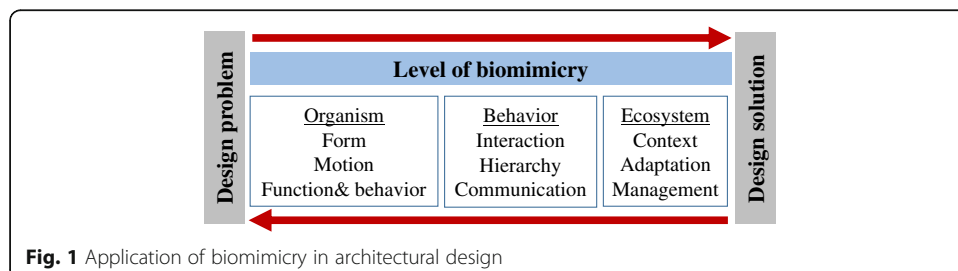 Design problem
Level of biomimicry
Organism
Form
Motion
Function& behavior
Behavior
Interaction
Hierarchy
Communication
Ecosystem
Context
Adaptation
Management
Design solution
Fig. 1 Application of biomimicry in architectural design